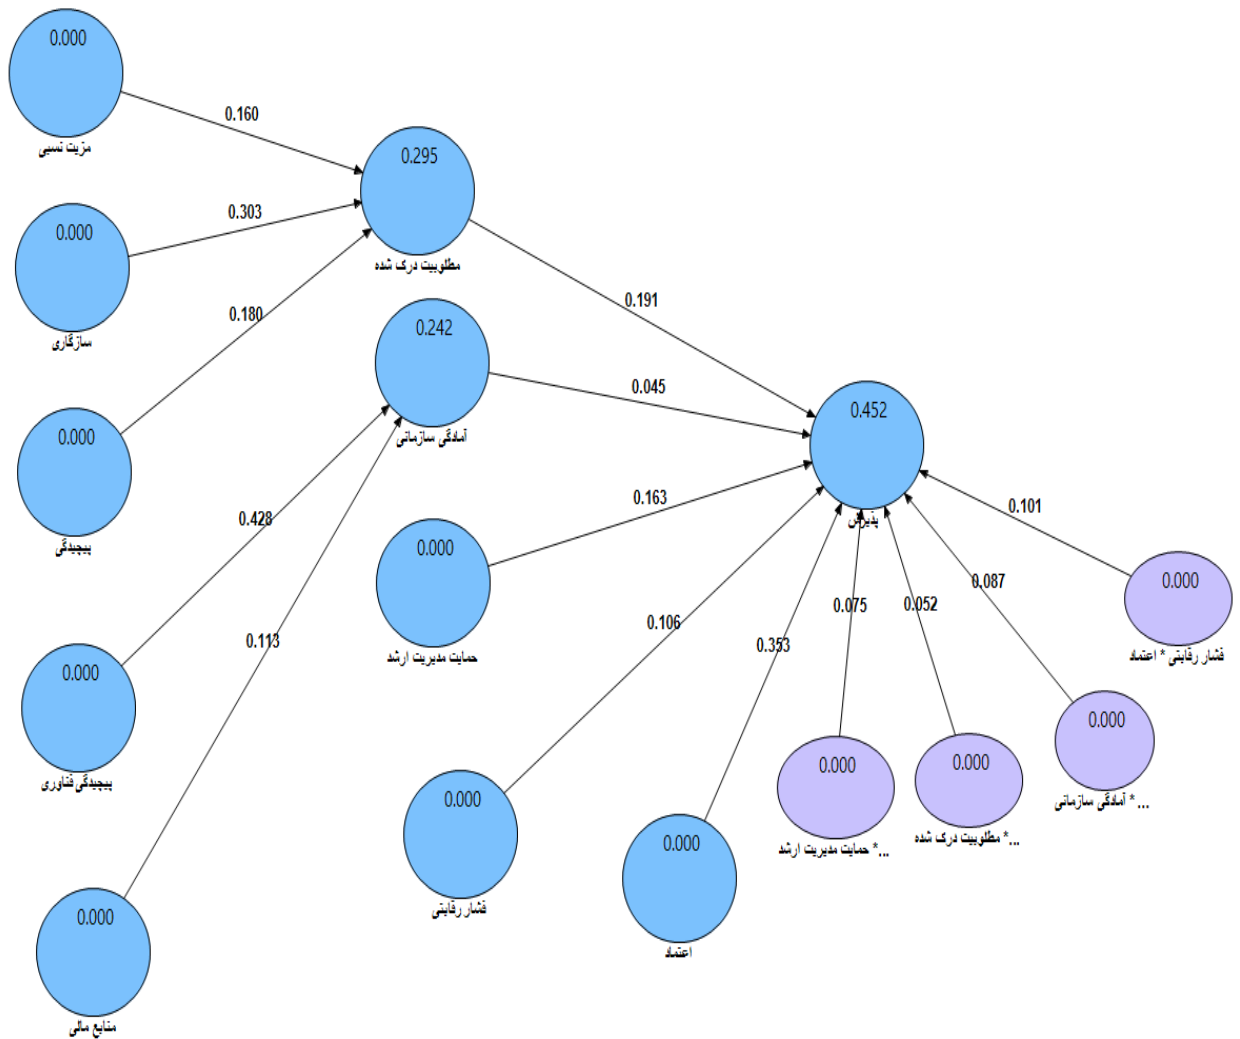 0.000
مزیت نسبی
0.160
0.295
مطلوبیت درک شده
0.000
سازگاری
0.303
0.180
0.191
0.242
آمادگی سازمانی
0.045
0.000
پیچیدگی
0.452
پذیرش
0.428
0.163
0.101
0.000
حمایت مدیریت ارشد
0.000
فشار رقابتی * اعتماد
0.087
0.075
0.052
0.106
0.113
0.353
0.000
پیچیدگی فناوری
0.000
... * آمادگی سازمانی
0.000
...* حمایت مدیریت ارشد
0.000
...* مطلوبیت درک شده
0.000
فشار رقابتی
0.000
اعتماد
0.000
منابع مالی